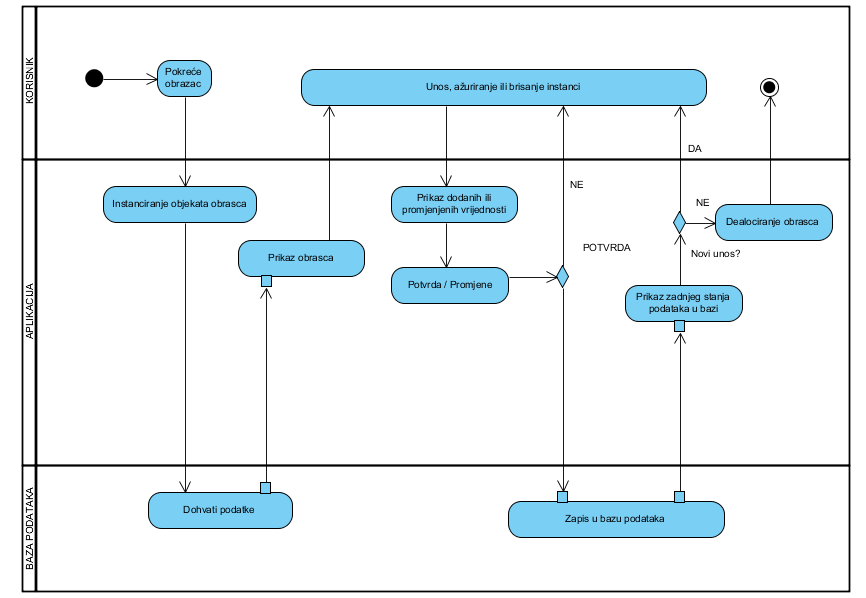 KORISNIK
Pokreće
obrazac
Unos, ažuriranje ili brisanje instanci
DA
APLIKACIJA
Instanciranje objekata obrasca
Prikaz obrasca
Prikaz dodanih ili
promjenjenih vrijednosti
Potvrda / Promjene
NE
POTVRDA
NE
Dealociranje obrasca
Novi unos?
Prikaz zadnjeg stanja
podataka u bazi
BAZA PODATAKA
Dohvati podatke
Zapis u bazu podataka